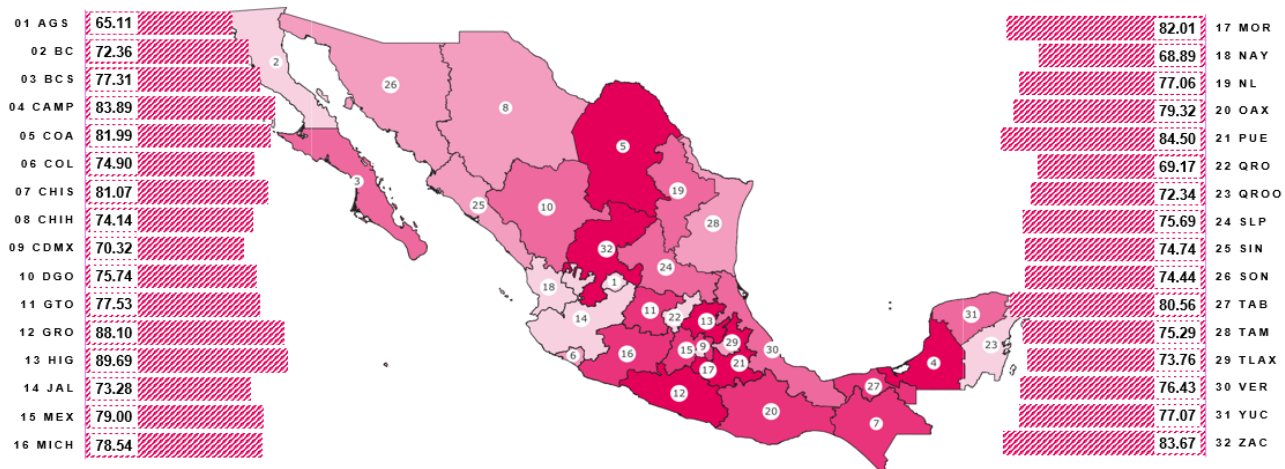 01 AGS 65.11
02 BC 72.36
03 BCS 77.31
04 CAMP 83.89
05 COA 81.99
06 COL 74.90
07 CHIS 81.07
08 CHIH 74.14
09 CDMX 70.32
10 DGO 75.74
11 GTO 77.53
12 GRO 88.10
13 HIG 89.69
14 JAL 73.28
15 MEX 79.00
16 MICH 78.54
2
26
8
5
3
19
10
25
28
32
24
1
18
14
11
22
13
31
23
6
16
15
9
29
30
21
17
4
27
12
20
7
82.01 17 MOR
68.89 18 NAY
77.06 19 NL
79.32 20 OAX
84.50 21 PUE
69.17 22 QRO
72.34 23 QROO
75.69 24 SLP
74.74 25 SIN
74.44 26 SON
80.56 27 TAB
75.29 28 TAM
73.76 29 TLAX
76.43 30 VER
77.07 31 YUC
83.67 32 ZAC